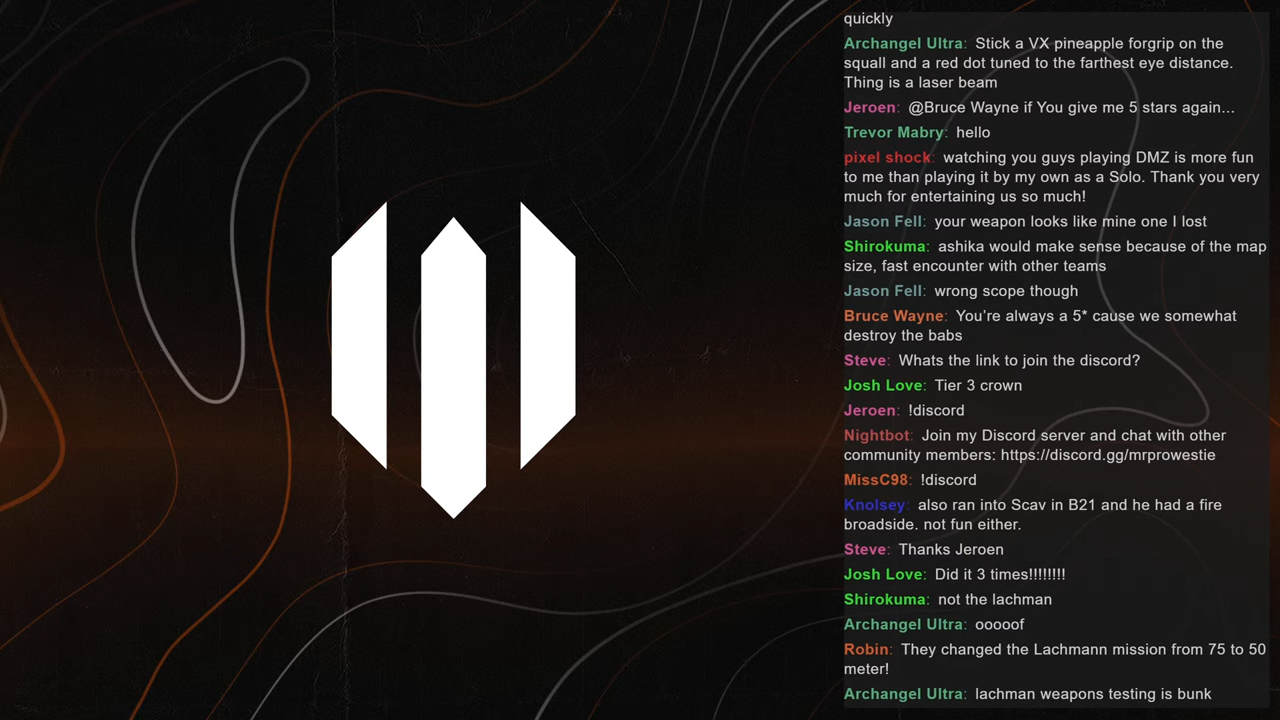 quickly
Archangel Ultra: Stick a VX pineapple forgrip on the
squall and a red dot tuned to the farthest eye distance.
Thing is a laser beam
Jeroen: @Bruce Wayne if You give me 5 stars again...
Trevor Mabry: hello
pixel shock: watching you guys playing DMZ is more fun
to me than playing it by my own as a Solo. Thank you very
much for entertaining us so much!
Jason Fell: your weapon looks like mine one I lost
Shirokuma: ashika would make sense because of the map
size, fast encounter with other teams
Jason Fell: wrong scope though
Bruce Wayne: You’re always a 5* cause we somewhat
destroy the babs
Steve: Whats the link to join the discord?
Josh Love: Tier 3 crown
Jeroen: !discord
Nightbot: Join my Discord server and chat with other
community members: https://discord.gg/mrprowestie
MissC98: !discord
Knolsey: also ran into Scav in B21 and he had a fire
broadside. not fun either.
Steve: Thanks Jeroen
Josh Love: Did it 3 times!!!!!!!!
Shirokuma: not the lachman
Archangel Ultra: ooooof
Robin: They changed the Lachmann mission from 75 to 50
meter!
Archangel Ultra: lachman weapons testing is bunk